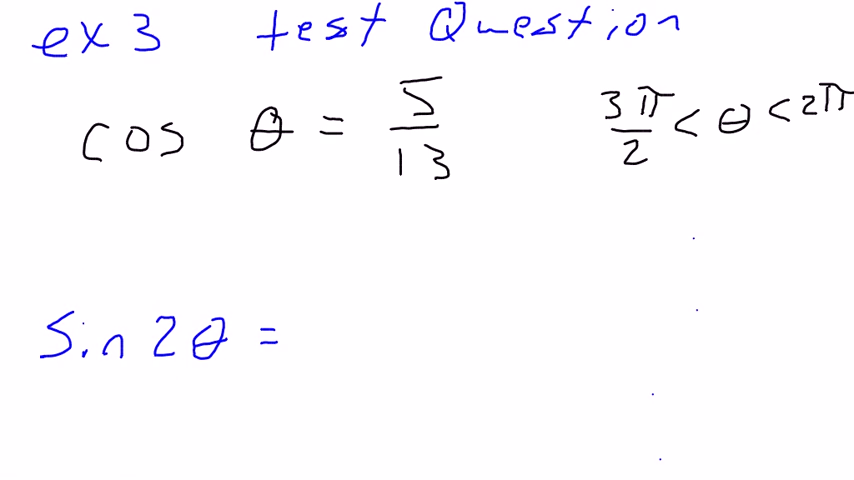 ex 3 test Question
cos θ = 5/13 3π/2 < θ < 2π
Sin 2θ =